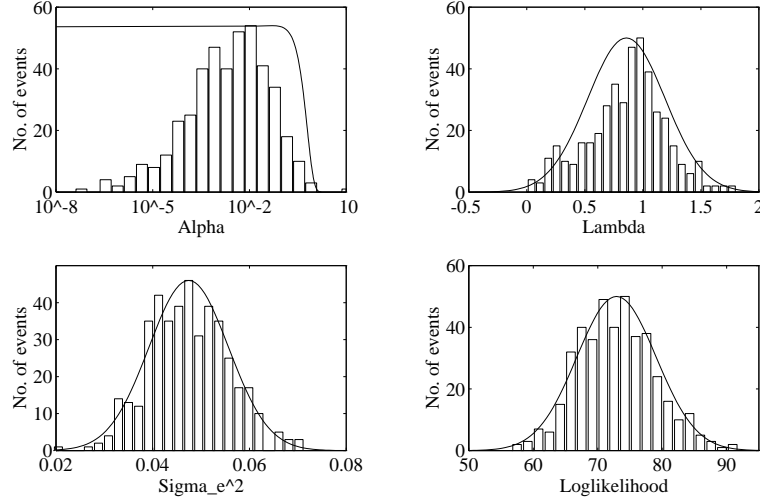 60
40
20
0
No. of events
10^-8 10^-5 10^-2 10
Alpha
60
40
20
0
No. of events
-0.5 0 0.5 1 1.5 2
Lambda
40
30
20
10
0
No. of events
0.02 0.04 0.06 0.08
Sigma_e^2
60
40
20
0
No. of events
50 60 70 80 90
Loglikelihood